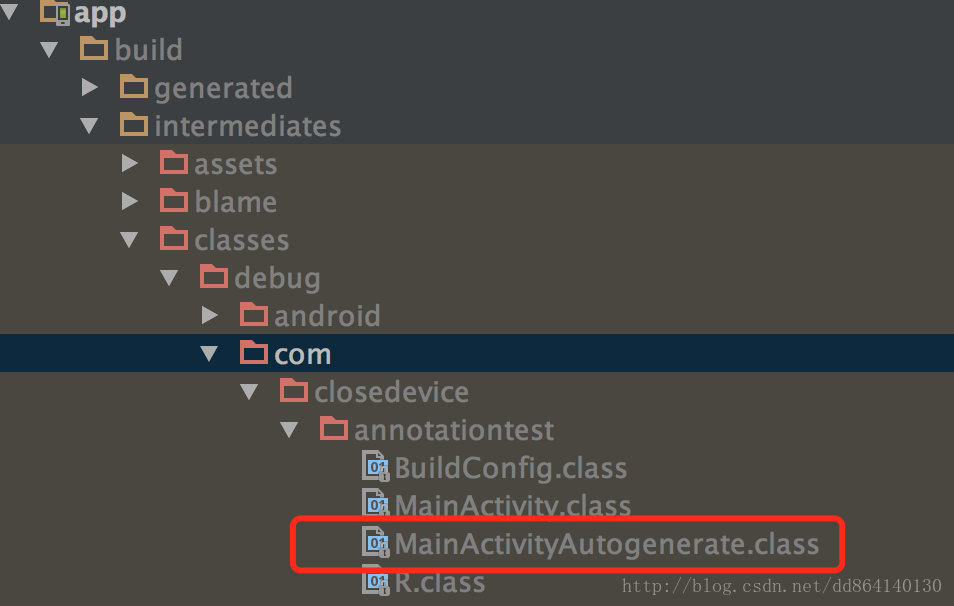 app
build
generated
intermediates
assets
blame
classes
debug
android
com
closedevice
annotationtest
BuildConfig.class
MainActivity.class
MainActivityAutogenerate.class
R.class
http://blog.csdn.net/dd864140130